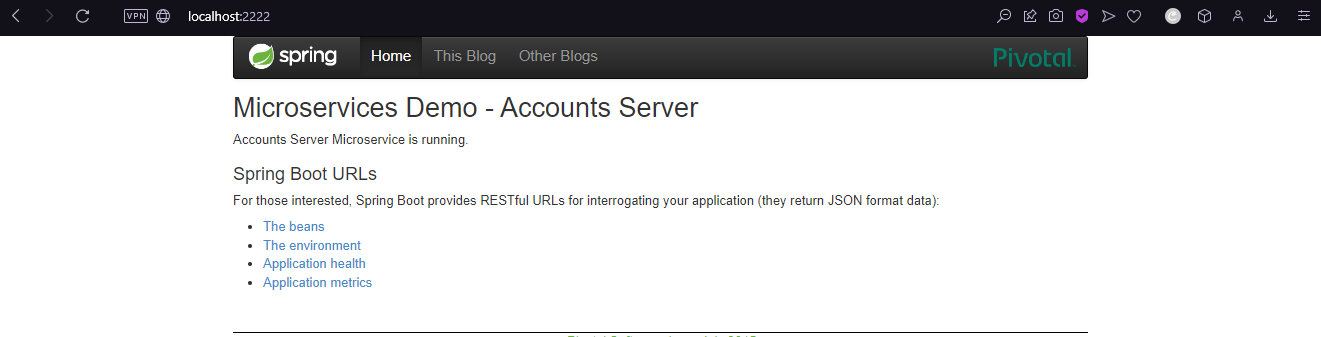 VPN localhost:2222
spring Home This Blog Other Blogs Pivotal
Microservices Demo - Accounts Server
Accounts Server Microservice is running.
Spring Boot URLs
For those interested, Spring Boot provides RESTful URLs for interrogating your application (they return JSON format data):
The beans
The environment
Application health
Application metrics